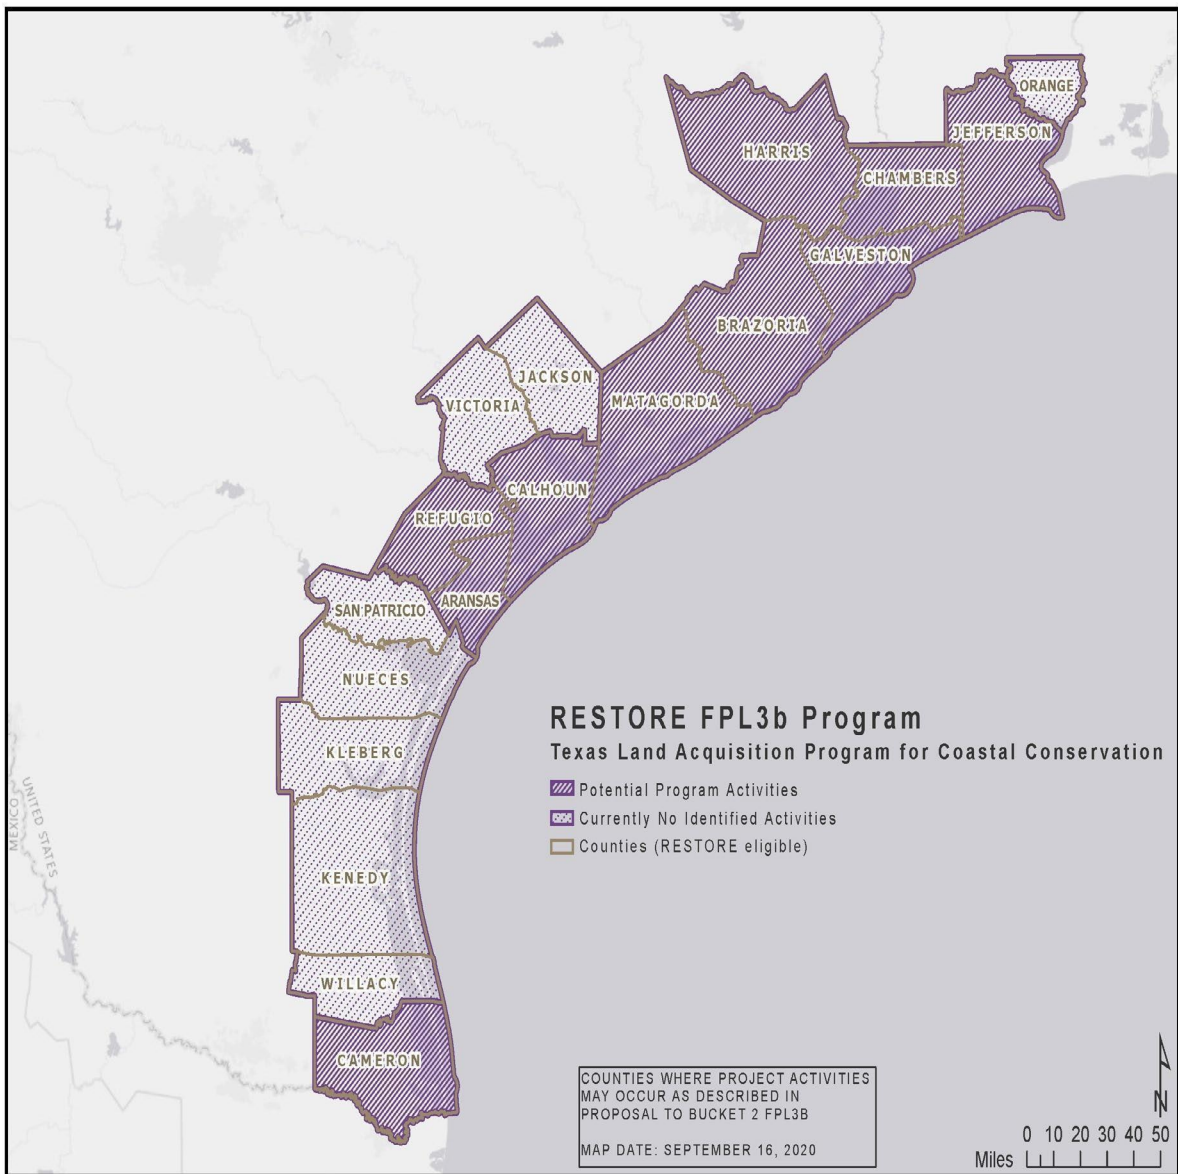 ORANGE
JEFFERSON
HARRIS
CHAMBERS
GALVESTON
BRAZORIA
JACKSON
MATAGORDA
VICTORIA
CALHOUN
REFUGIO
ARANSAS
SAN PATRICIO
NUECES
KLEBERG
KENEDY
WILLACY
CAMERON
MEXICO
UNITED STATES
RESTORE FPL3b Program
Texas Land Acquisition Program for Coastal Conservation
Potential Program Activities
Currently No Identified Activities
Counties (RESTORE eligible)
COUNTIES WHERE PROJECT ACTIVITIES
MAY OCCUR AS DESCRIBED IN
PROPOSAL TO BUCKET 2 FPL3B
MAP DATE: SEPTEMBER 16, 2020
N
0 10 20 30 40 50
Miles